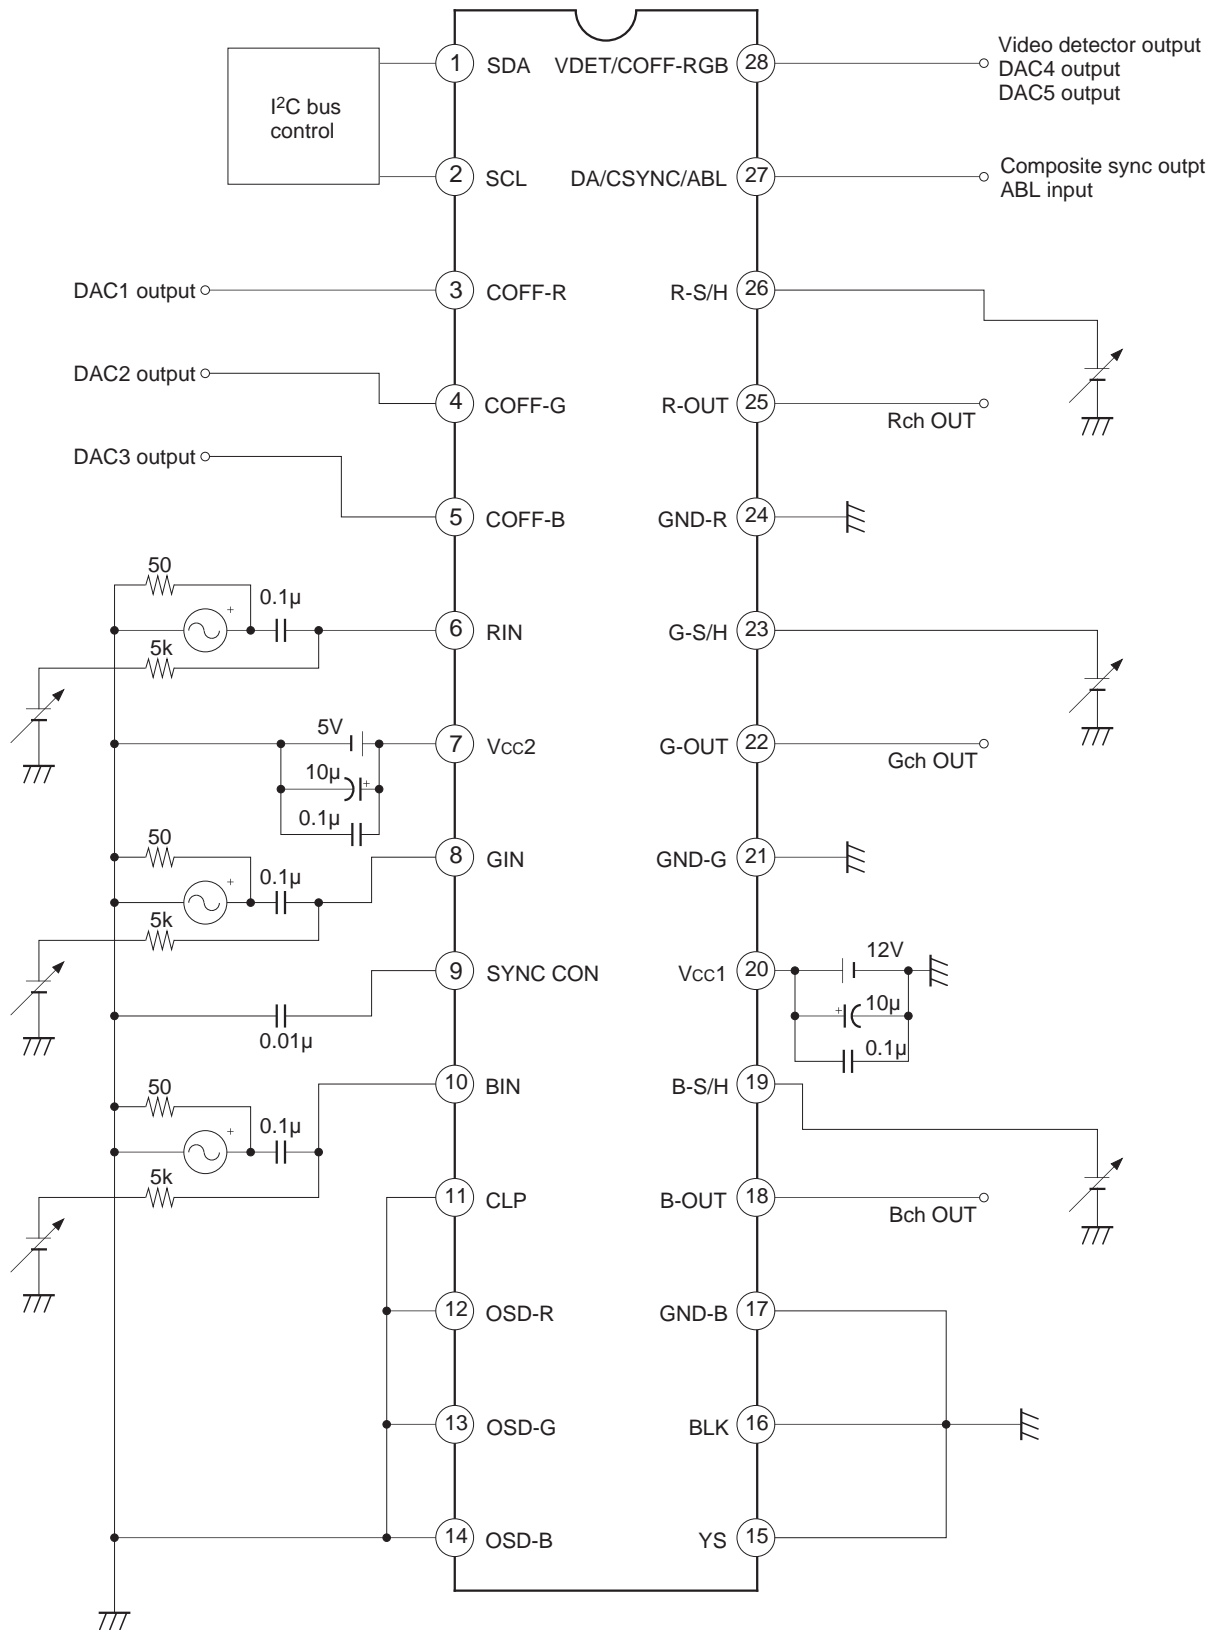 I2C bus
control
1 SDA
2 SCL
DAC1 output
3 COFF-R
DAC2 output
4 COFF-G
DAC3 output
5 COFF-B
50
0.1µ
+
6 RIN
5k
5V
7 VCC2
10µ
+
0.1µ
50
0.1µ
+
8 GIN
5k
9 SYNC CON
0.01µ
10 BIN
50
0.1µ
+
5k
11 CLP
12 OSD-R
13 OSD-G
14 OSD-B
VDET/COFF-RGB 28
Video detector output
DAC4 output
DAC5 output
DA/CSYNC/ABL 27
Composite sync outpt
ABL input
R-S/H 26
R-OUT 25
Rch OUT
GND-R 24
G-S/H 23
G-OUT 22
Gch OUT
GND-G 21
12V
VCC1 20
+
10µ
0.1µ
B-S/H 19
B-OUT 18
Bch OUT
GND-B 17
BLK 16
YS 15